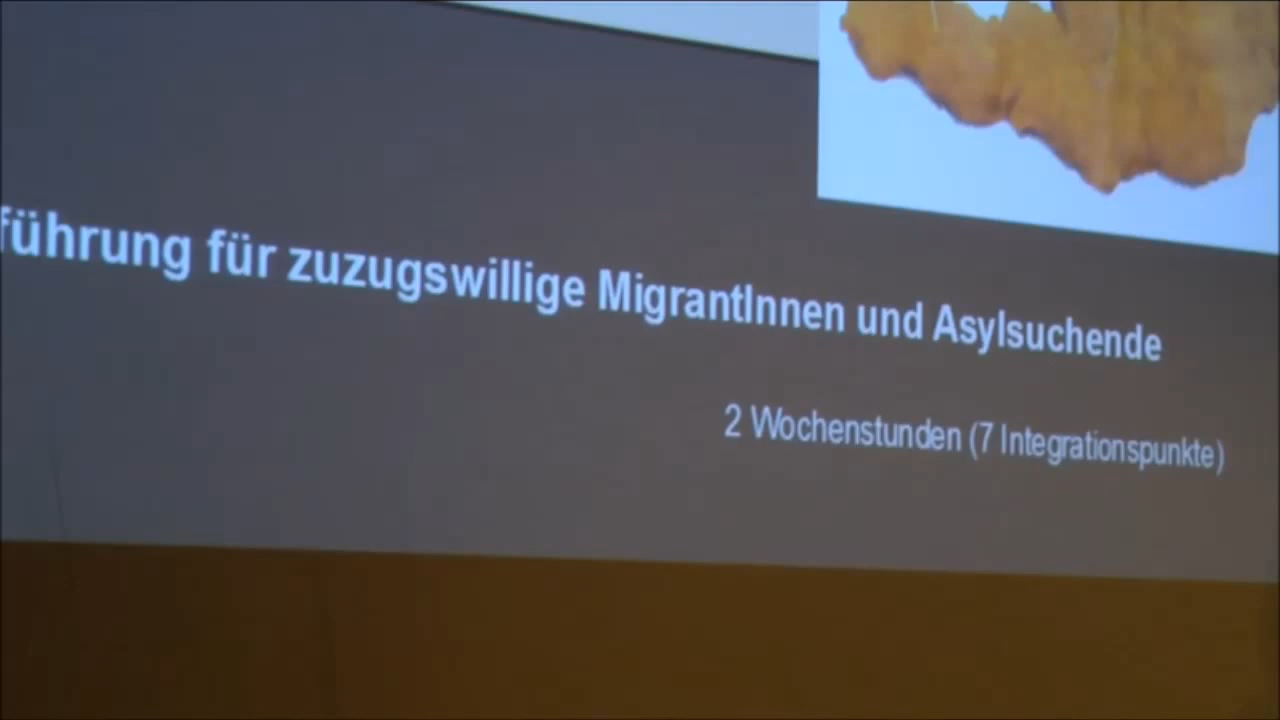 führung für zuzugswillige MigrantInnen und Asylsuchende
2 Wochenstunden (7 Integrationspunkte)